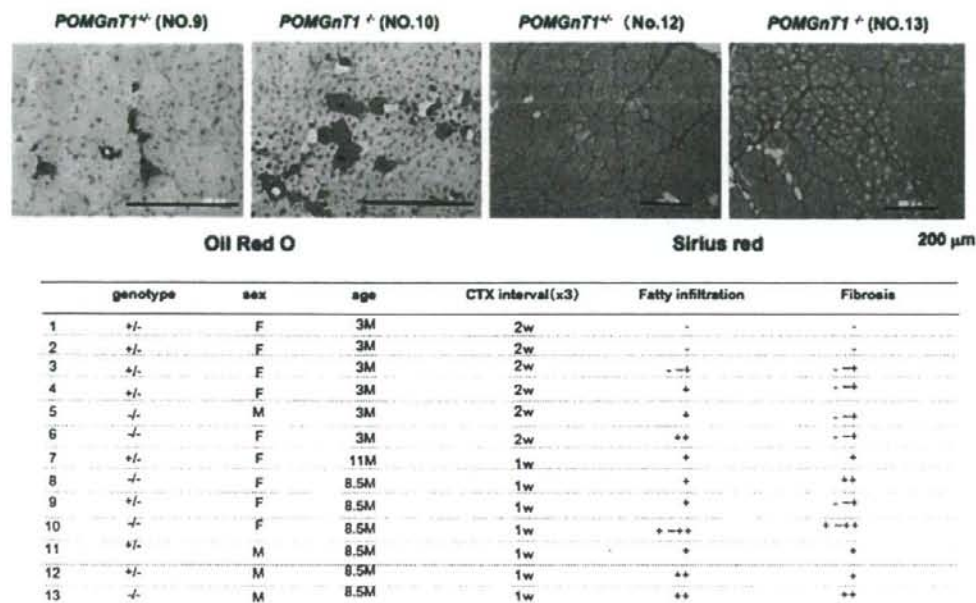 POMGnT1+/- (NO.9) POMGnT1 -/- (NO.10) POMGnT1+/- (No.12) POMGnT1 -/- (NO.13)
Oil Red O Sirius red 200 μm
genotype sex age CTX interval(x3) Fatty infiltration Fibrosis
1 +/- F 3M 2w - -
2 +/- F 3M 2w - -
3 +/- F 3M 2w - ~+ - ~+
4 +/- F 3M 2w + - ~+
5 -/- M 3M 2w + - ~+
6 -/- F 3M 2w ++ - ~+
7 +/- F 11M 1w + +
8 -/- F 8.5M 1w + ++
9 +/- F 8.5M 1w + - ~+
10 -/- F 8.5M 1w + ~++ + ~++
11 +/- M 8.5M 1w + +
12 +/- M 8.5M 1w ++ +
13 -/- M 8.5M 1w ++ ++